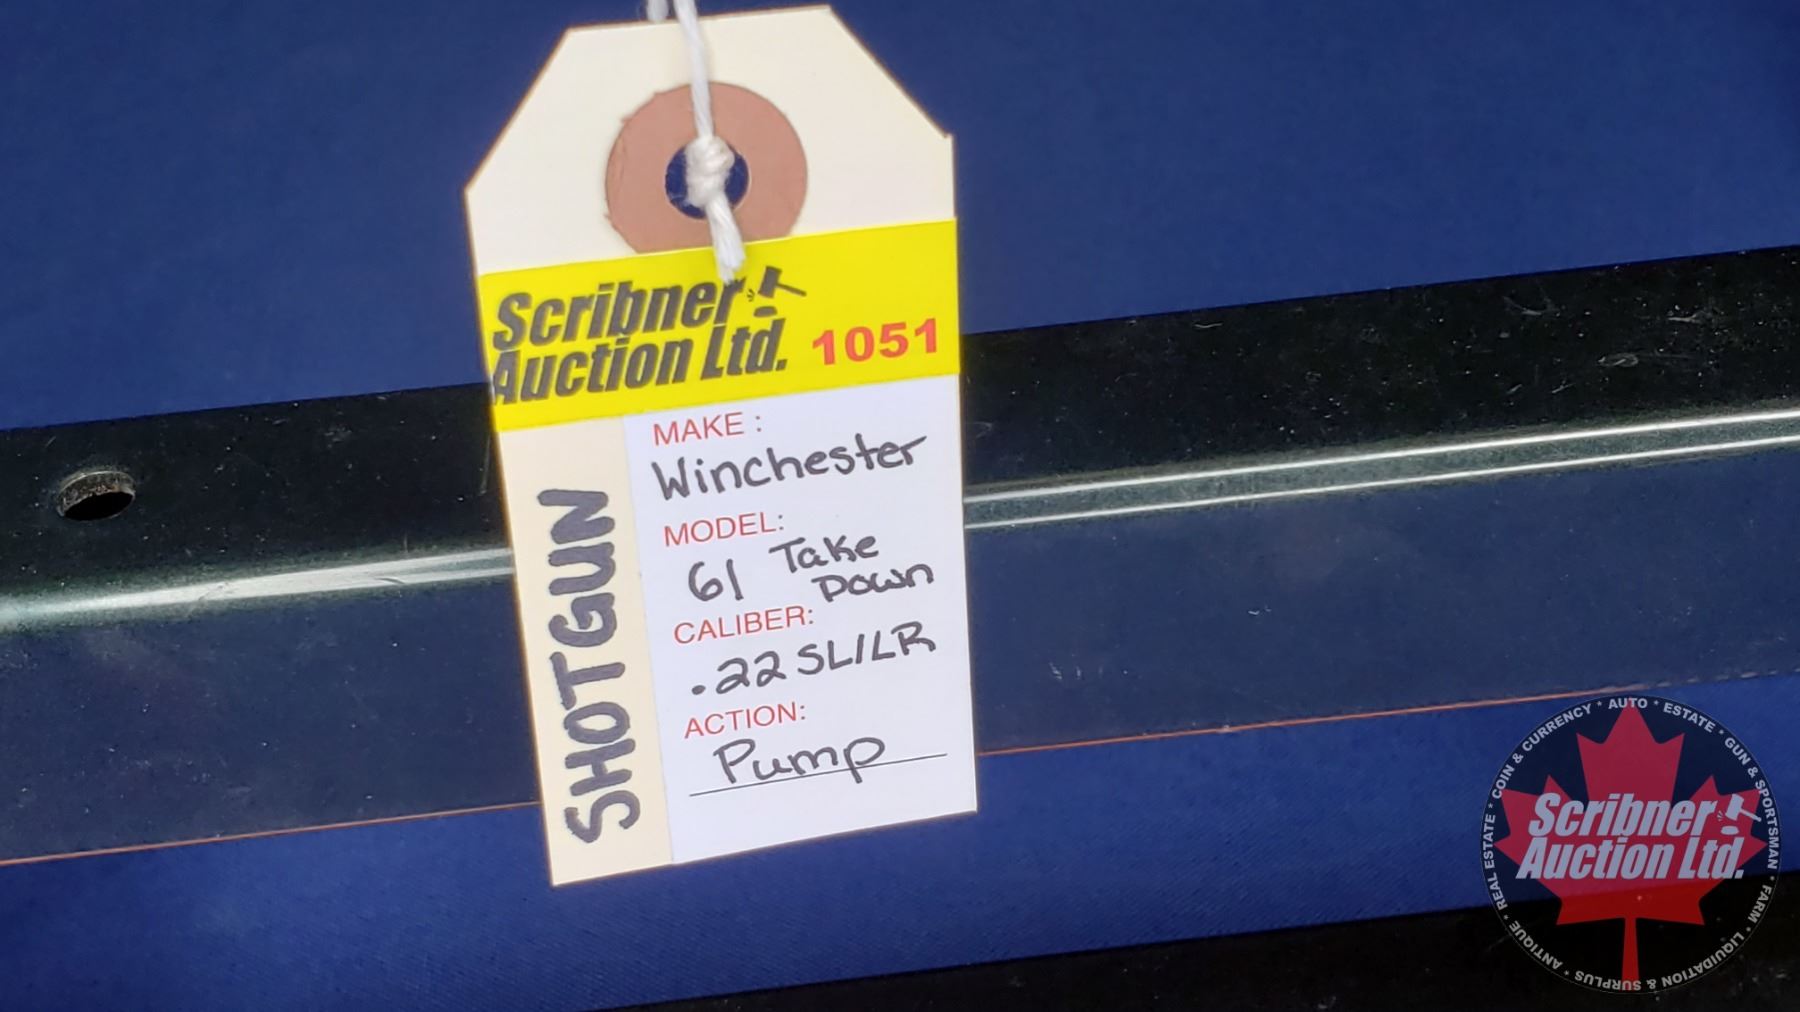 Scribner
Auction Ltd. 1051
SHOTGUN
MAKE :
Winchester
MODEL:
61 Take
Down
CALIBER:
.22 SL/LR
ACTION:
Pump
REAL ESTATE * COIN & CURRENCY * AUTO * ESTATE * GUN & SPORTSMAN * FARM * LIQUIDATION & SURPLUS * ANTIQUE *
Scribner
Auction Ltd.